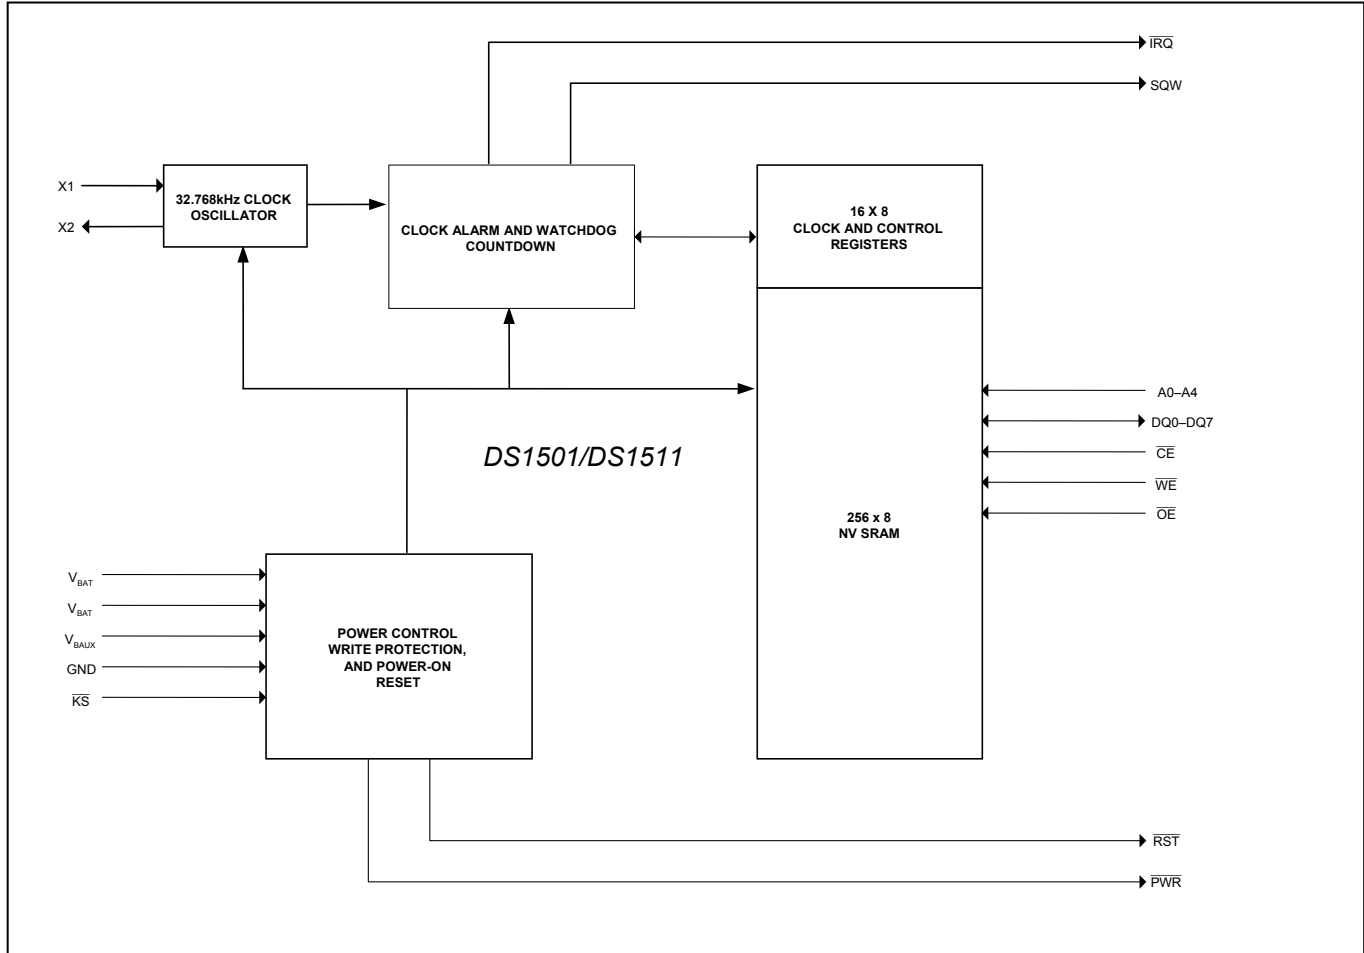 IRQ
SQW
X1
X2
32.768kHz CLOCK
OSCILLATOR
CLOCK ALARM AND WATCHDOG
COUNTDOWN
16 X 8
CLOCK AND CONTROL
REGISTERS
A0–A4
DQ0–DQ7
CE
WE
OE
DS1501/DS1511
256 x 8
NV SRAM
VBAT
VBAT
VBAUX
GND
KS
POWER CONTROL
WRITE PROTECTION,
AND POWER-ON
RESET
RST
PWR